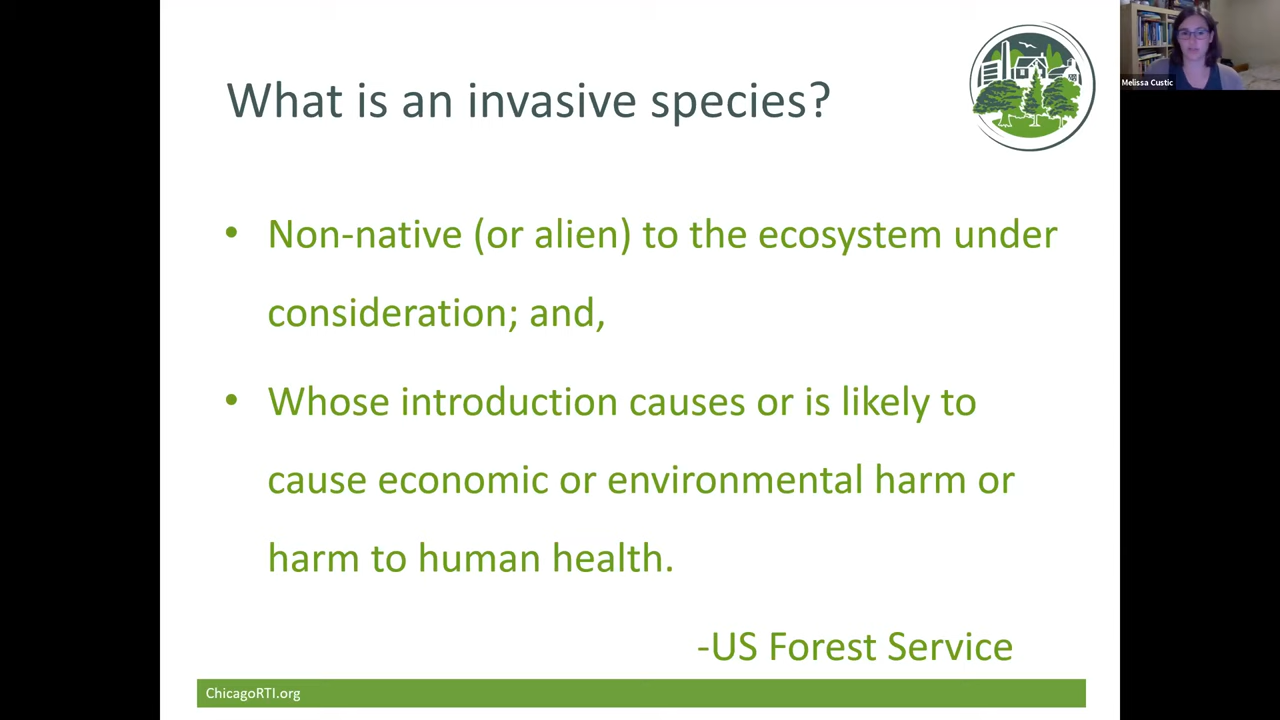 What is an invasive species?
Melissa Custic
• Non-native (or alien) to the ecosystem under
consideration; and,
• Whose introduction causes or is likely to
cause economic or environmental harm or
harm to human health.
-US Forest Service
ChicagoRTI.org